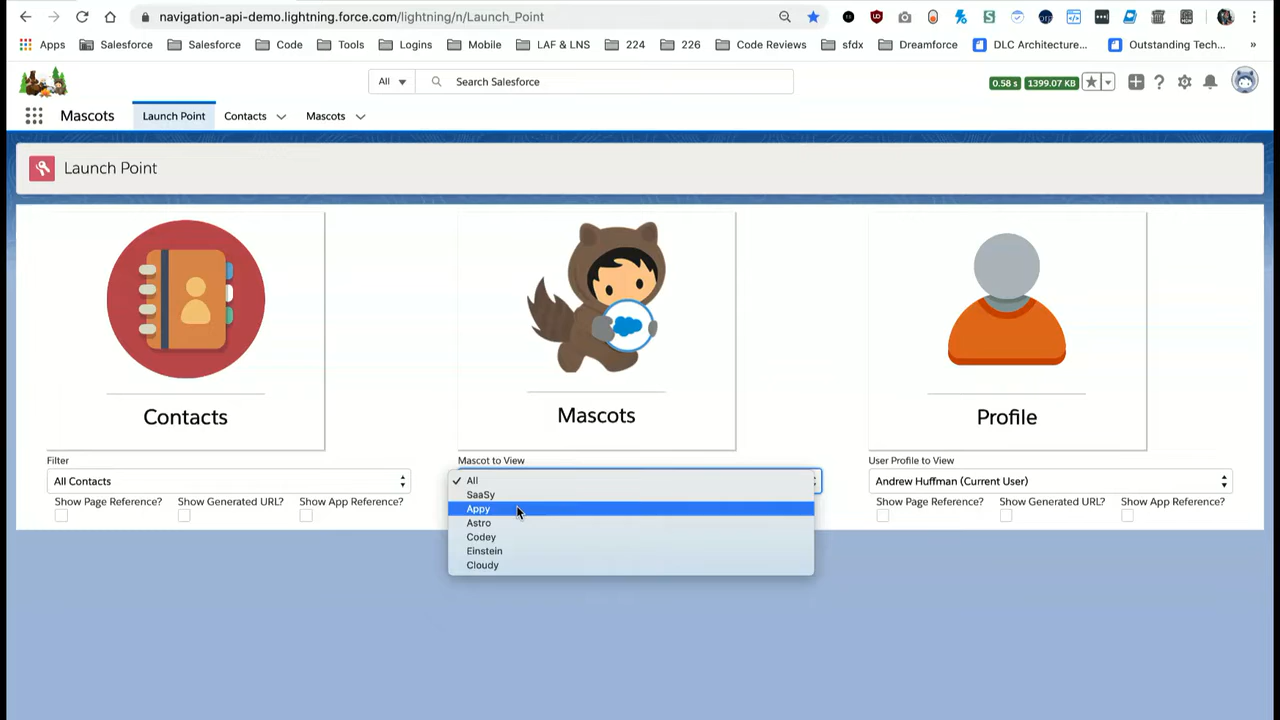 navigation-api-demo.lightning.force.com/lightning/n/Launch_Point
Apps Salesforce Salesforce Code Tools Logins Mobile LAF & LNS 224 226 Code Reviews sfdx Dreamforce DLC Architecture... Outstanding Tech... »
All Search Salesforce 0.58 s 1399.07 KB
Mascots Launch Point Contacts Mascots
Launch Point
Contacts Mascots Profile
Filter Mascot to View User Profile to View
All Contacts All Andrew Huffman (Current User)
SaaSy
Show Page Reference? Show Generated URL? Show App Reference? Appy Show Page Reference? Show Generated URL? Show App Reference?
Astro
Codey
Einstein
Cloudy